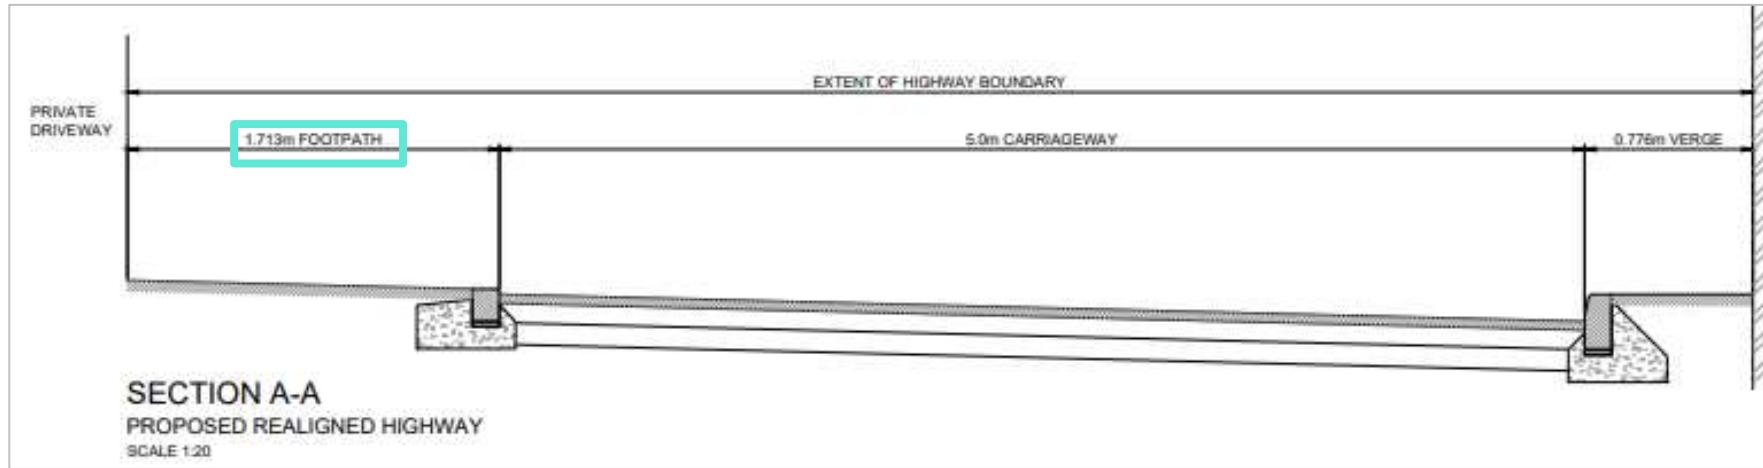 EXTENT OF HIGHWAY BOUNDARY
PRIVATE
DRIVEWAY
1.713m FOOTPATH
5.0m CARRIAGEWAY
0.776m VERGE
SECTION A-A
PROPOSED REALIGNED HIGHWAY
SCALE 1:20